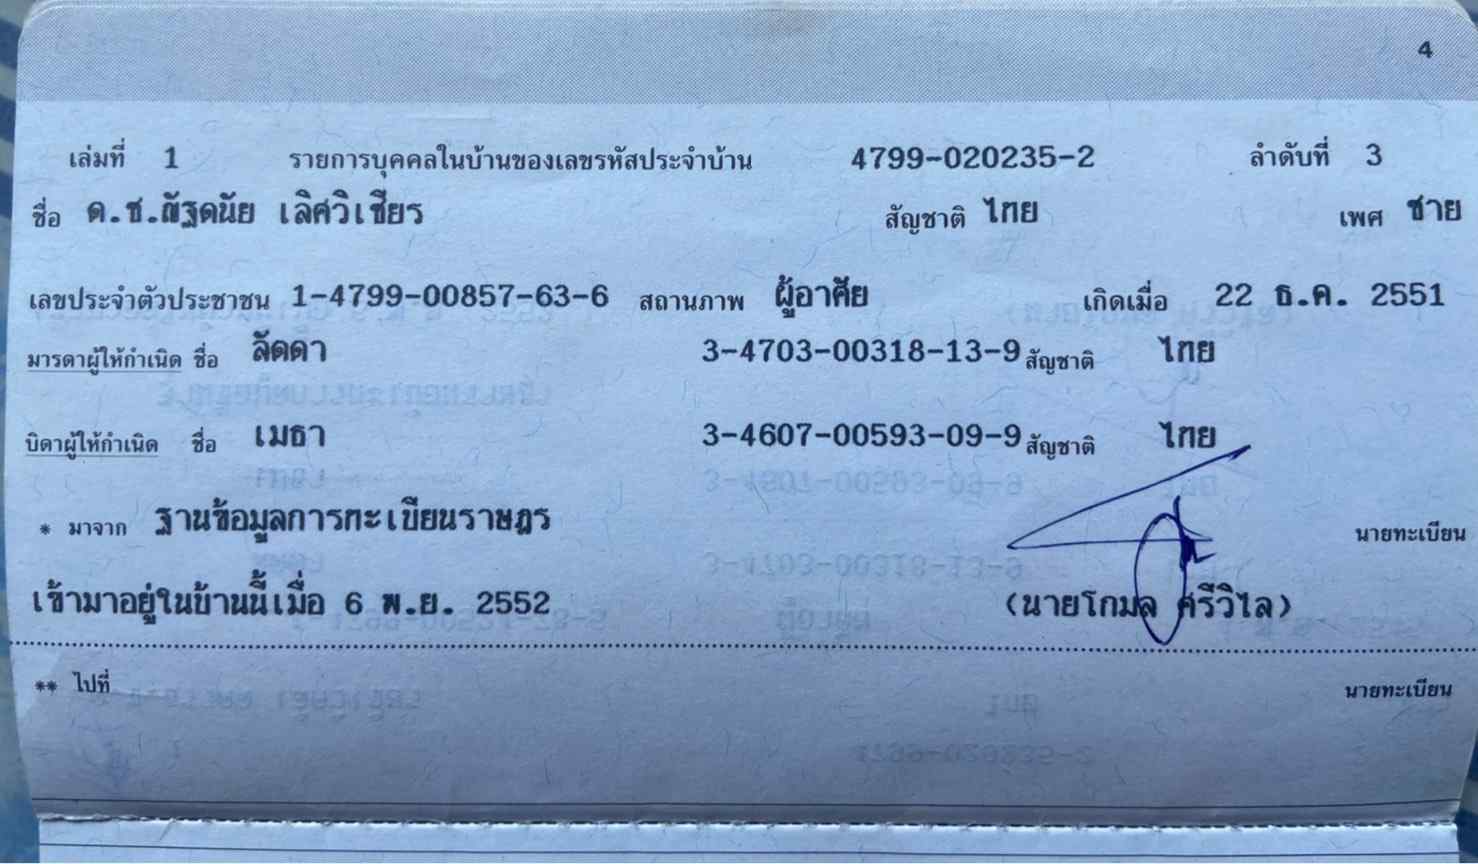 4
เล่มที่ 1 รายการบุคคลในบ้านของเลขรหัสประจำบ้าน 4799-020235-2 ลำดับที่ 3
ชื่อ ด.ช.ณัฐดนัย เลิศวิเชียร สัญชาติ ไทย เพศ ชาย
เลขประจำตัวประชาชน 1-4799-00857-63-6 สถานภาพ ผู้อาศัย เกิดเมื่อ 22 ธ.ค. 2551
มารดาผู้ให้กำเนิด ชื่อ ลัดดา 3-4703-00318-13-9 สัญชาติ ไทย
บิดาผู้ให้กำเนิด ชื่อ เมธา 3-4607-00593-09-9 สัญชาติ ไทย
* มาจาก ฐานข้อมูลการทะเบียนราษฎร นายทะเบียน
เข้ามาอยู่ในบ้านนี้เมื่อ 6 พ.ย. 2552 (นายโกมล ศรีวิไล)
** ไปที่ นายทะเบียน